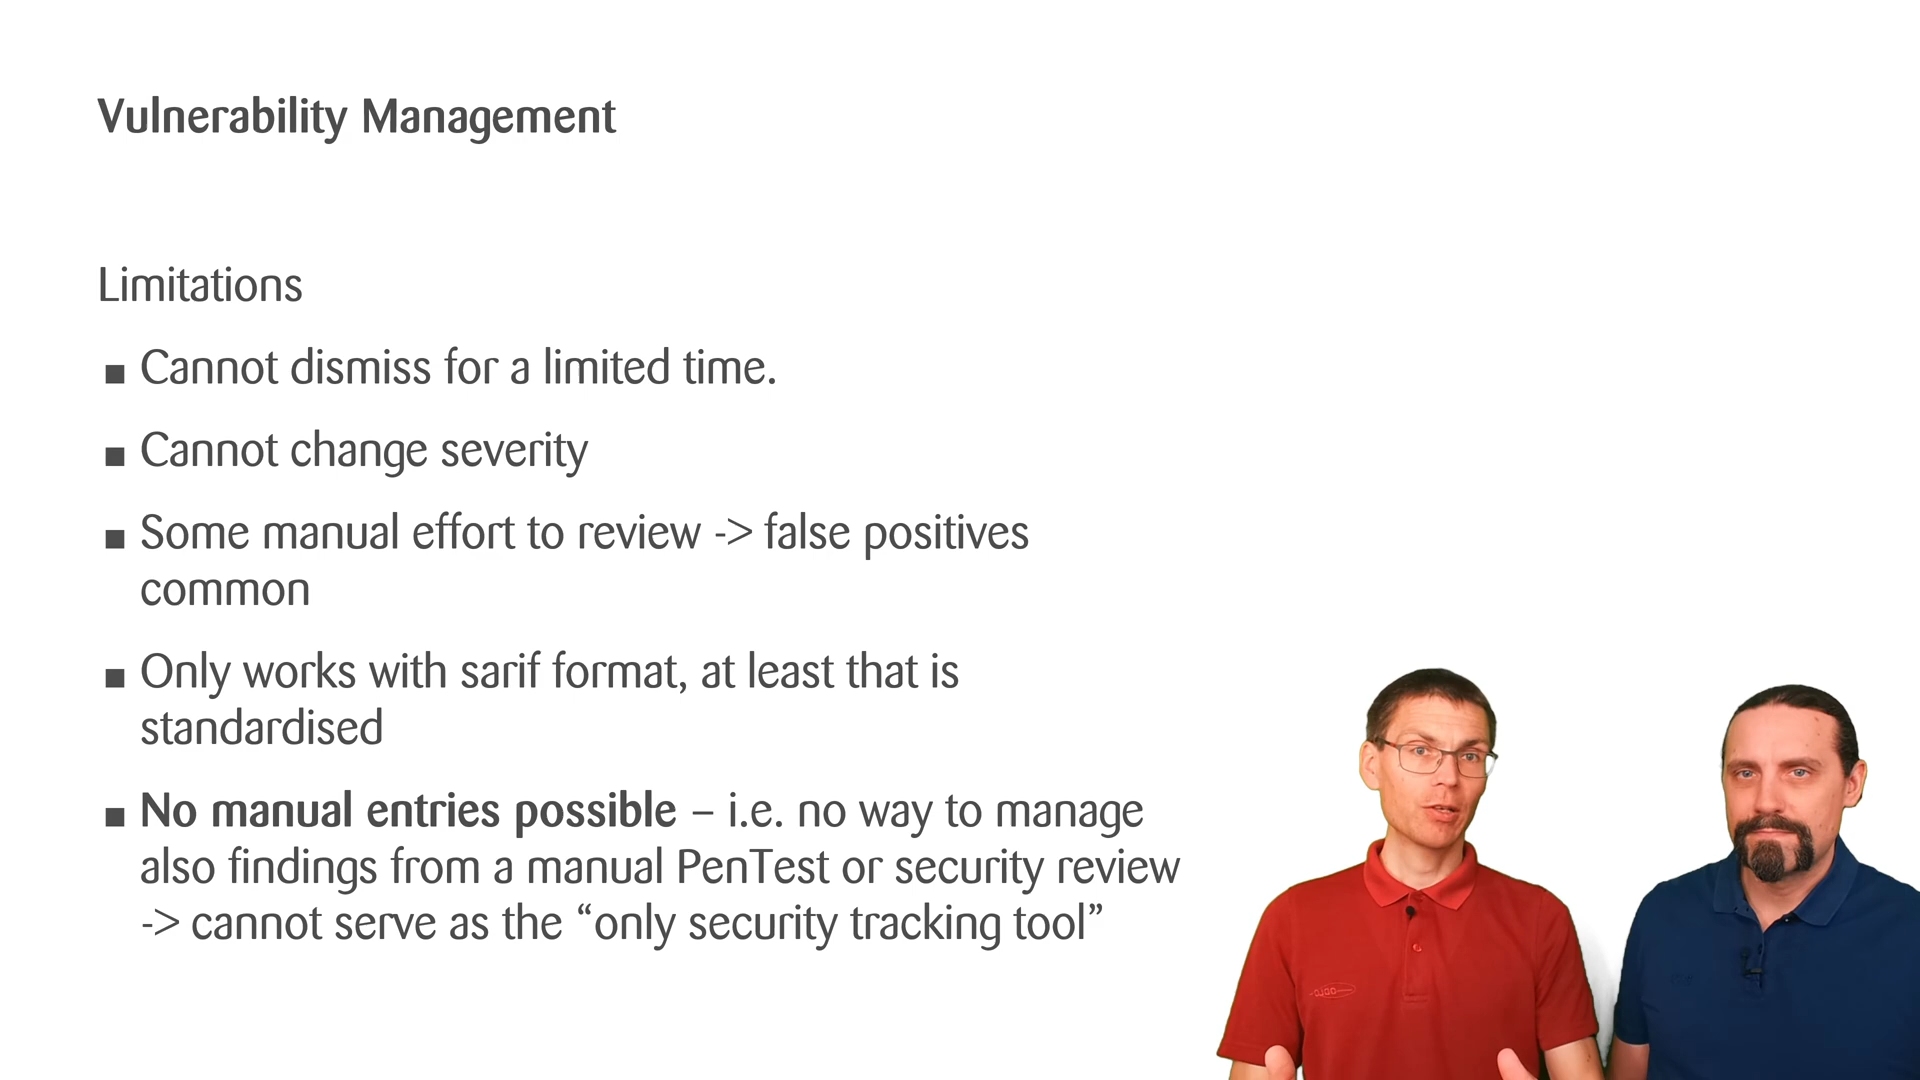 Vulnerability Management
Limitations
■ Cannot dismiss for a limited time.
■ Cannot change severity
■ Some manual effort to review -> false positives
common
■ Only works with sarif format, at least that is
standardised
■ No manual entries possible – i.e. no way to manage
also findings from a manual PenTest or security review
-> cannot serve as the “only security tracking tool”